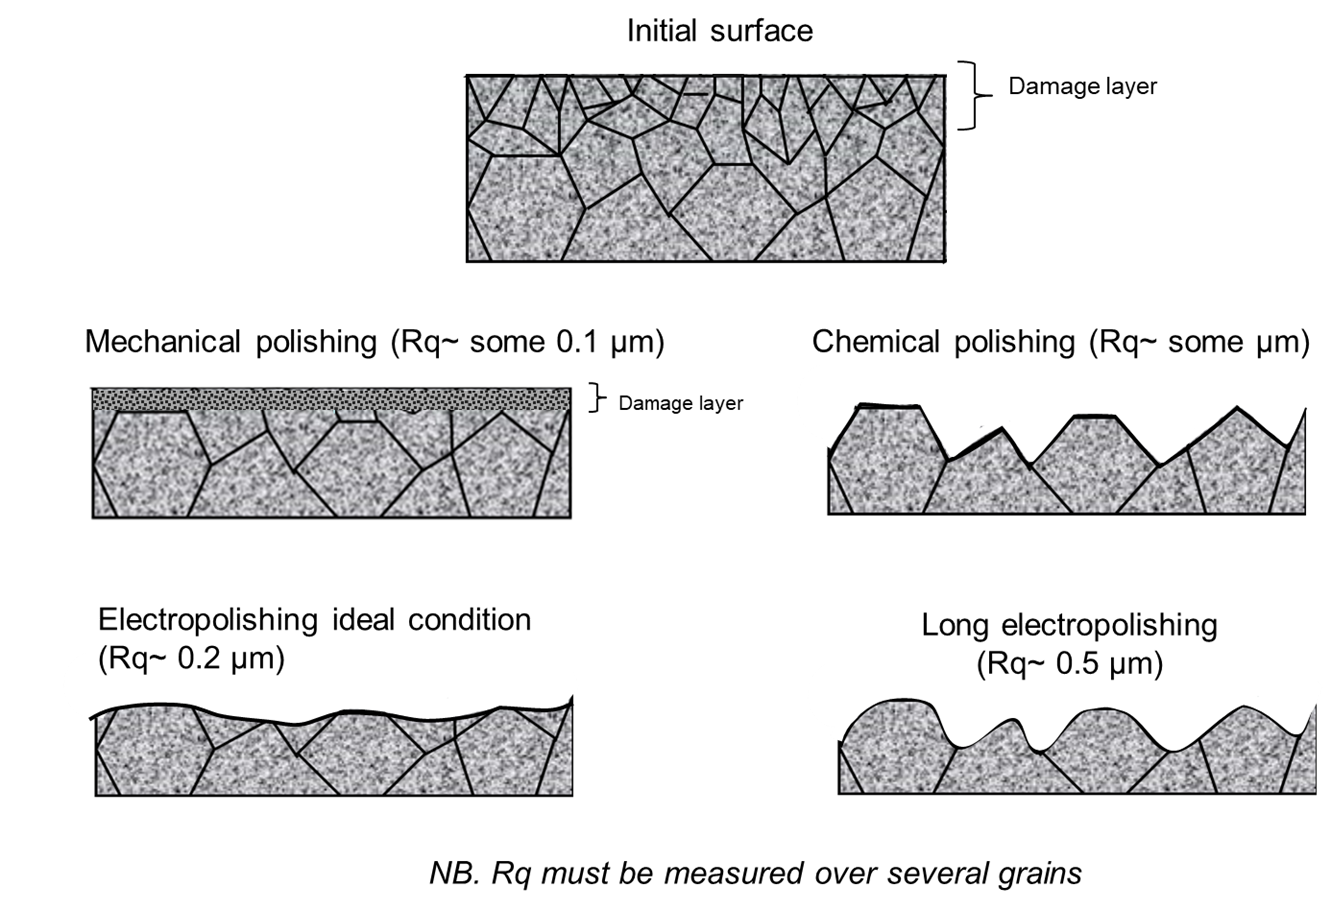 Initial surface
Damage layer
Mechanical polishing (Rq~ some 0.1 µm)
Chemical polishing (Rq~ some µm)
Damage layer
Electropolishing ideal condition
(Rq~ 0.2 µm)
Long electropolishing
(Rq~ 0.5 µm)
NB. Rq must be measured over several grains